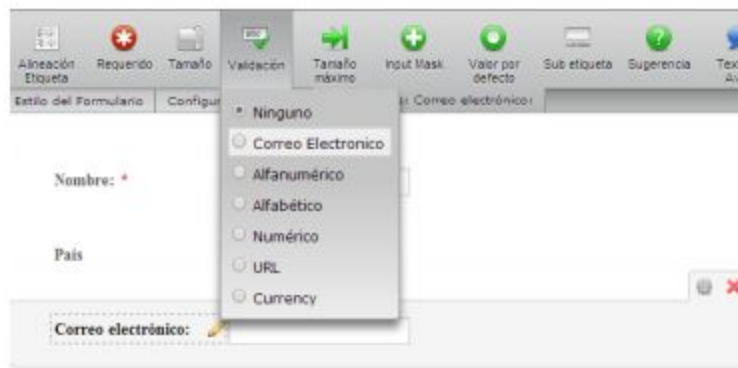 Alineación Etiqueta
Requerido
Tamaño
Validación
Tamaño máximo
Input Mask
Valor por defecto
Sub etiqueta
Sugerencia
Estilo del Formulario
Correo electrónico:
Ninguno
Correo Electronico
Alfanumérico
Alfabético
Numérico
URL
Currency
Nombre: *
País
Correo electrónico: